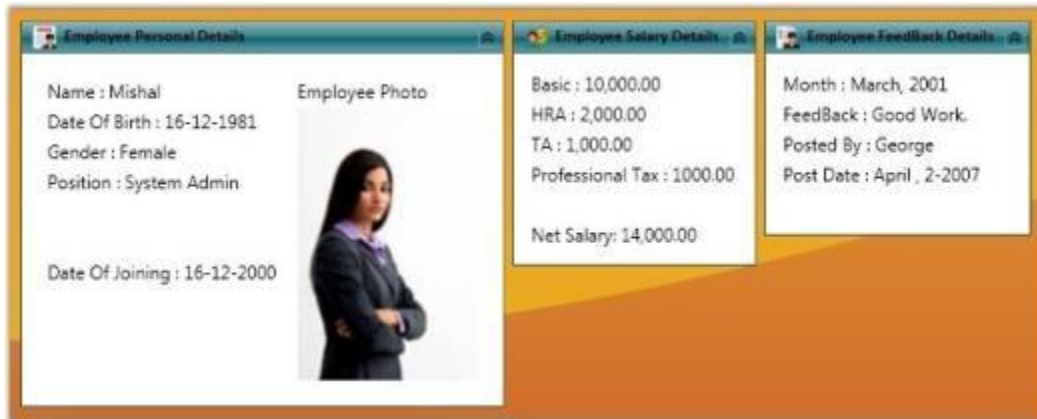 Employee Personal Details
Name : Mishal
Date Of Birth : 16-12-1981
Gender : Female
Position : System Admin
Date Of Joining : 16-12-2000
Employee Photo
Employee Salary Details
Basic : 10,000.00
HRA : 2,000.00
TA : 1,000.00
Professional Tax : 1000.00
Net Salary: 14,000.00
Employee FeedBack Details
Month : March, 2001
FeedBack : Good Work.
Posted By : George
Post Date : April , 2-2007